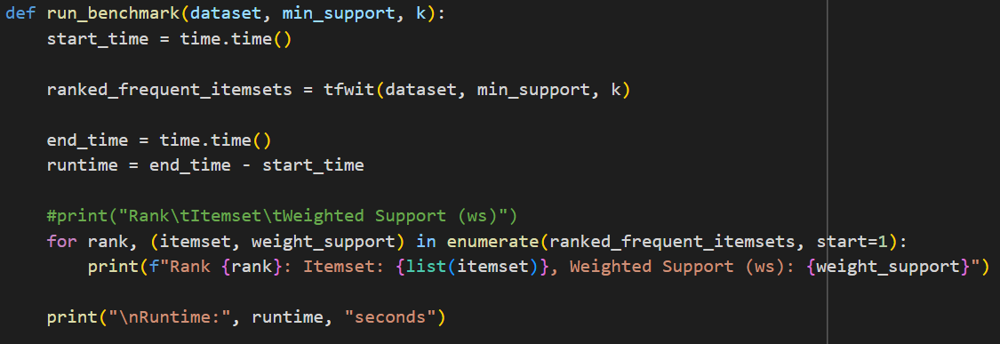 def run_benchmark(dataset, min_support, k):
    start_time = time.time()

    ranked_frequent_itemsets = tfwit(dataset, min_support, k)

    end_time = time.time()
    runtime = end_time - start_time

    #print("Rank\tItemset\tWeighted Support (ws)")
    for rank, (itemset, weight_support) in enumerate(ranked_frequent_itemsets, start=1):
        print(f"Rank {rank}: Itemset: {list(itemset)}, Weighted Support (ws): {weight_support}")

    print("\nRuntime:", runtime, "seconds")